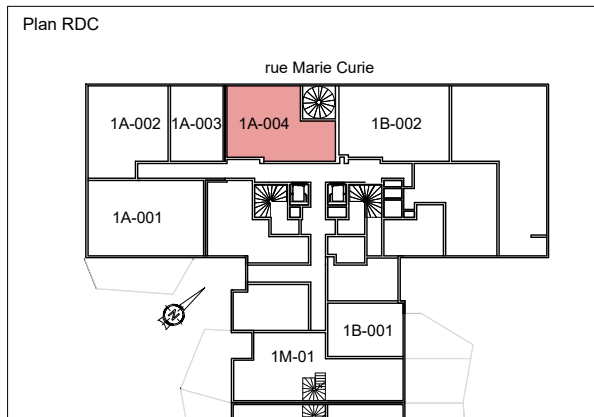 Plan RDC
rue Marie Curie
1A-002
1A-003
1A-004
1B-002
1A-001
N
1B-001
1M-01